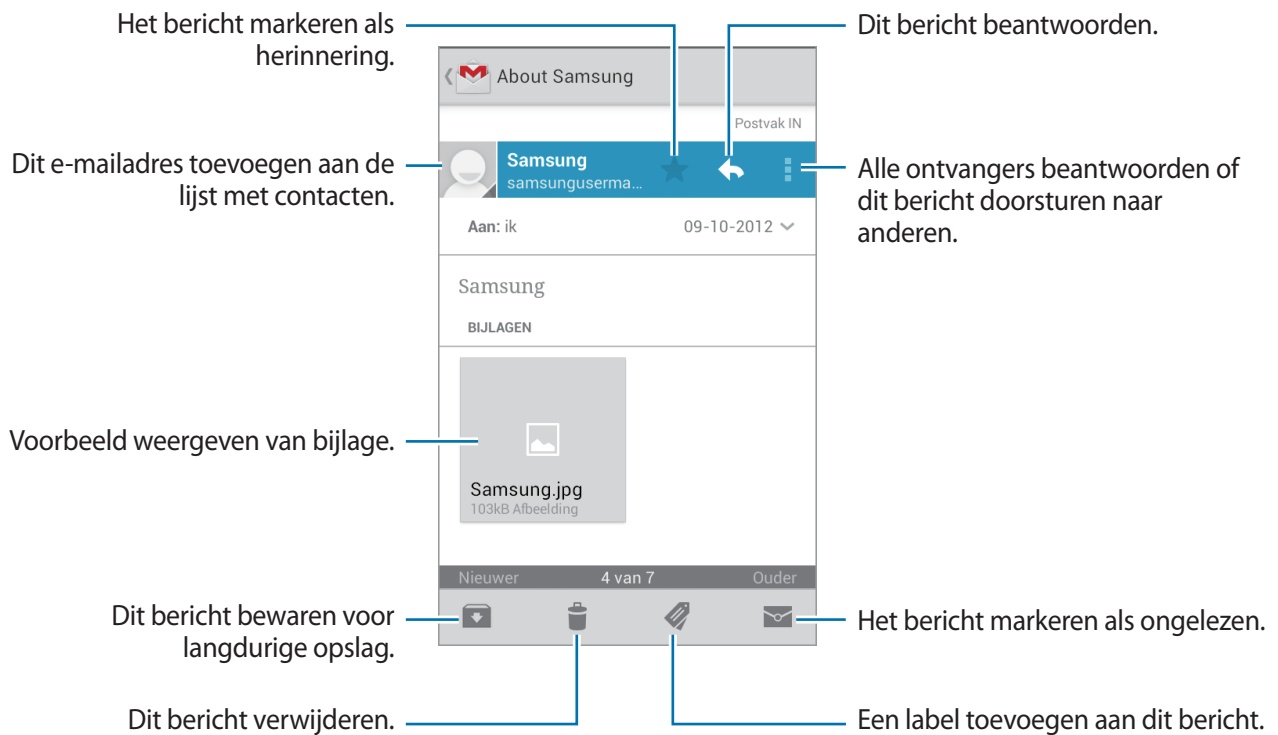 Het bericht markeren als
herinnering.
Dit bericht beantwoorden.
About Samsung
Postvak IN
Dit e-mailadres toevoegen aan de
lijst met contacten.
Samsung
samsunguserma...
Alle ontvangers beantwoorden of
dit bericht doorsturen naar
anderen.
Aan: ik
09-10-2012
Samsung
BIJLAGEN
Voorbeeld weergeven van bijlage.
Samsung.jpg
103kB Afbeelding
Nieuwer
4 van 7
Ouder
Dit bericht bewaren voor
langdurige opslag.
Het bericht markeren als ongelezen.
Dit bericht verwijderen.
Een label toevoegen aan dit bericht.